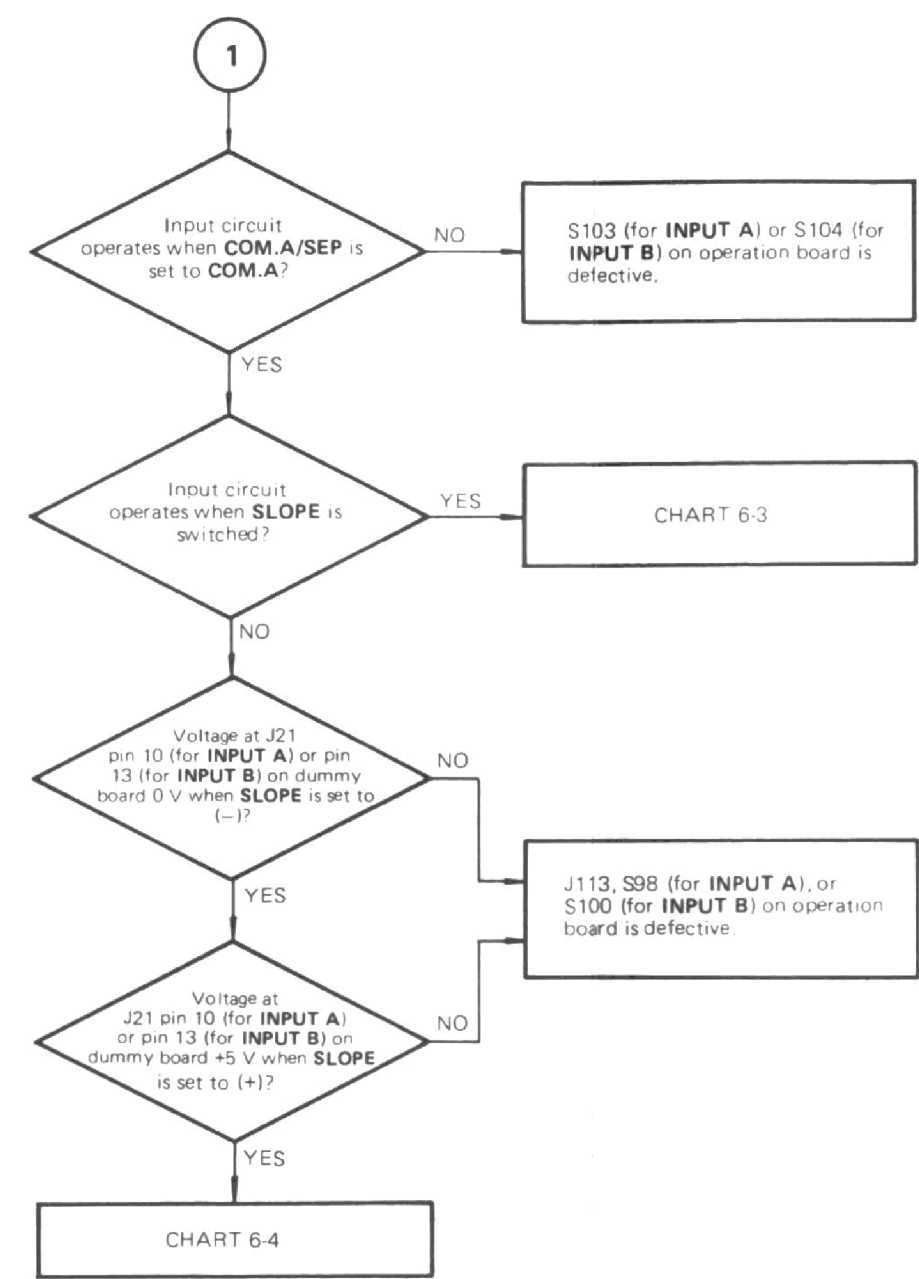 1
Input circuit
operates when COM.A/SEP is
set to COM.A?
NO
S103 (for INPUT A) or S104 (for
INPUT B) on operation board is
defective.
YES
Input circuit
operates when SLOPE is
switched?
YES
CHART 6-3
NO
Voltage at J21
pin 10 (for INPUT A) or pin
13 (for INPUT B) on dummy
board 0 V when SLOPE is set to
(−)?
NO
J113, S98 (for INPUT A), or
S100 (for INPUT B) on operation
board is defective.
YES
Voltage at
J21 pin 10 (for INPUT A)
or pin 13 (for INPUT B) on
dummy board +5 V when SLOPE
is set to (+)?
NO
YES
CHART 6-4